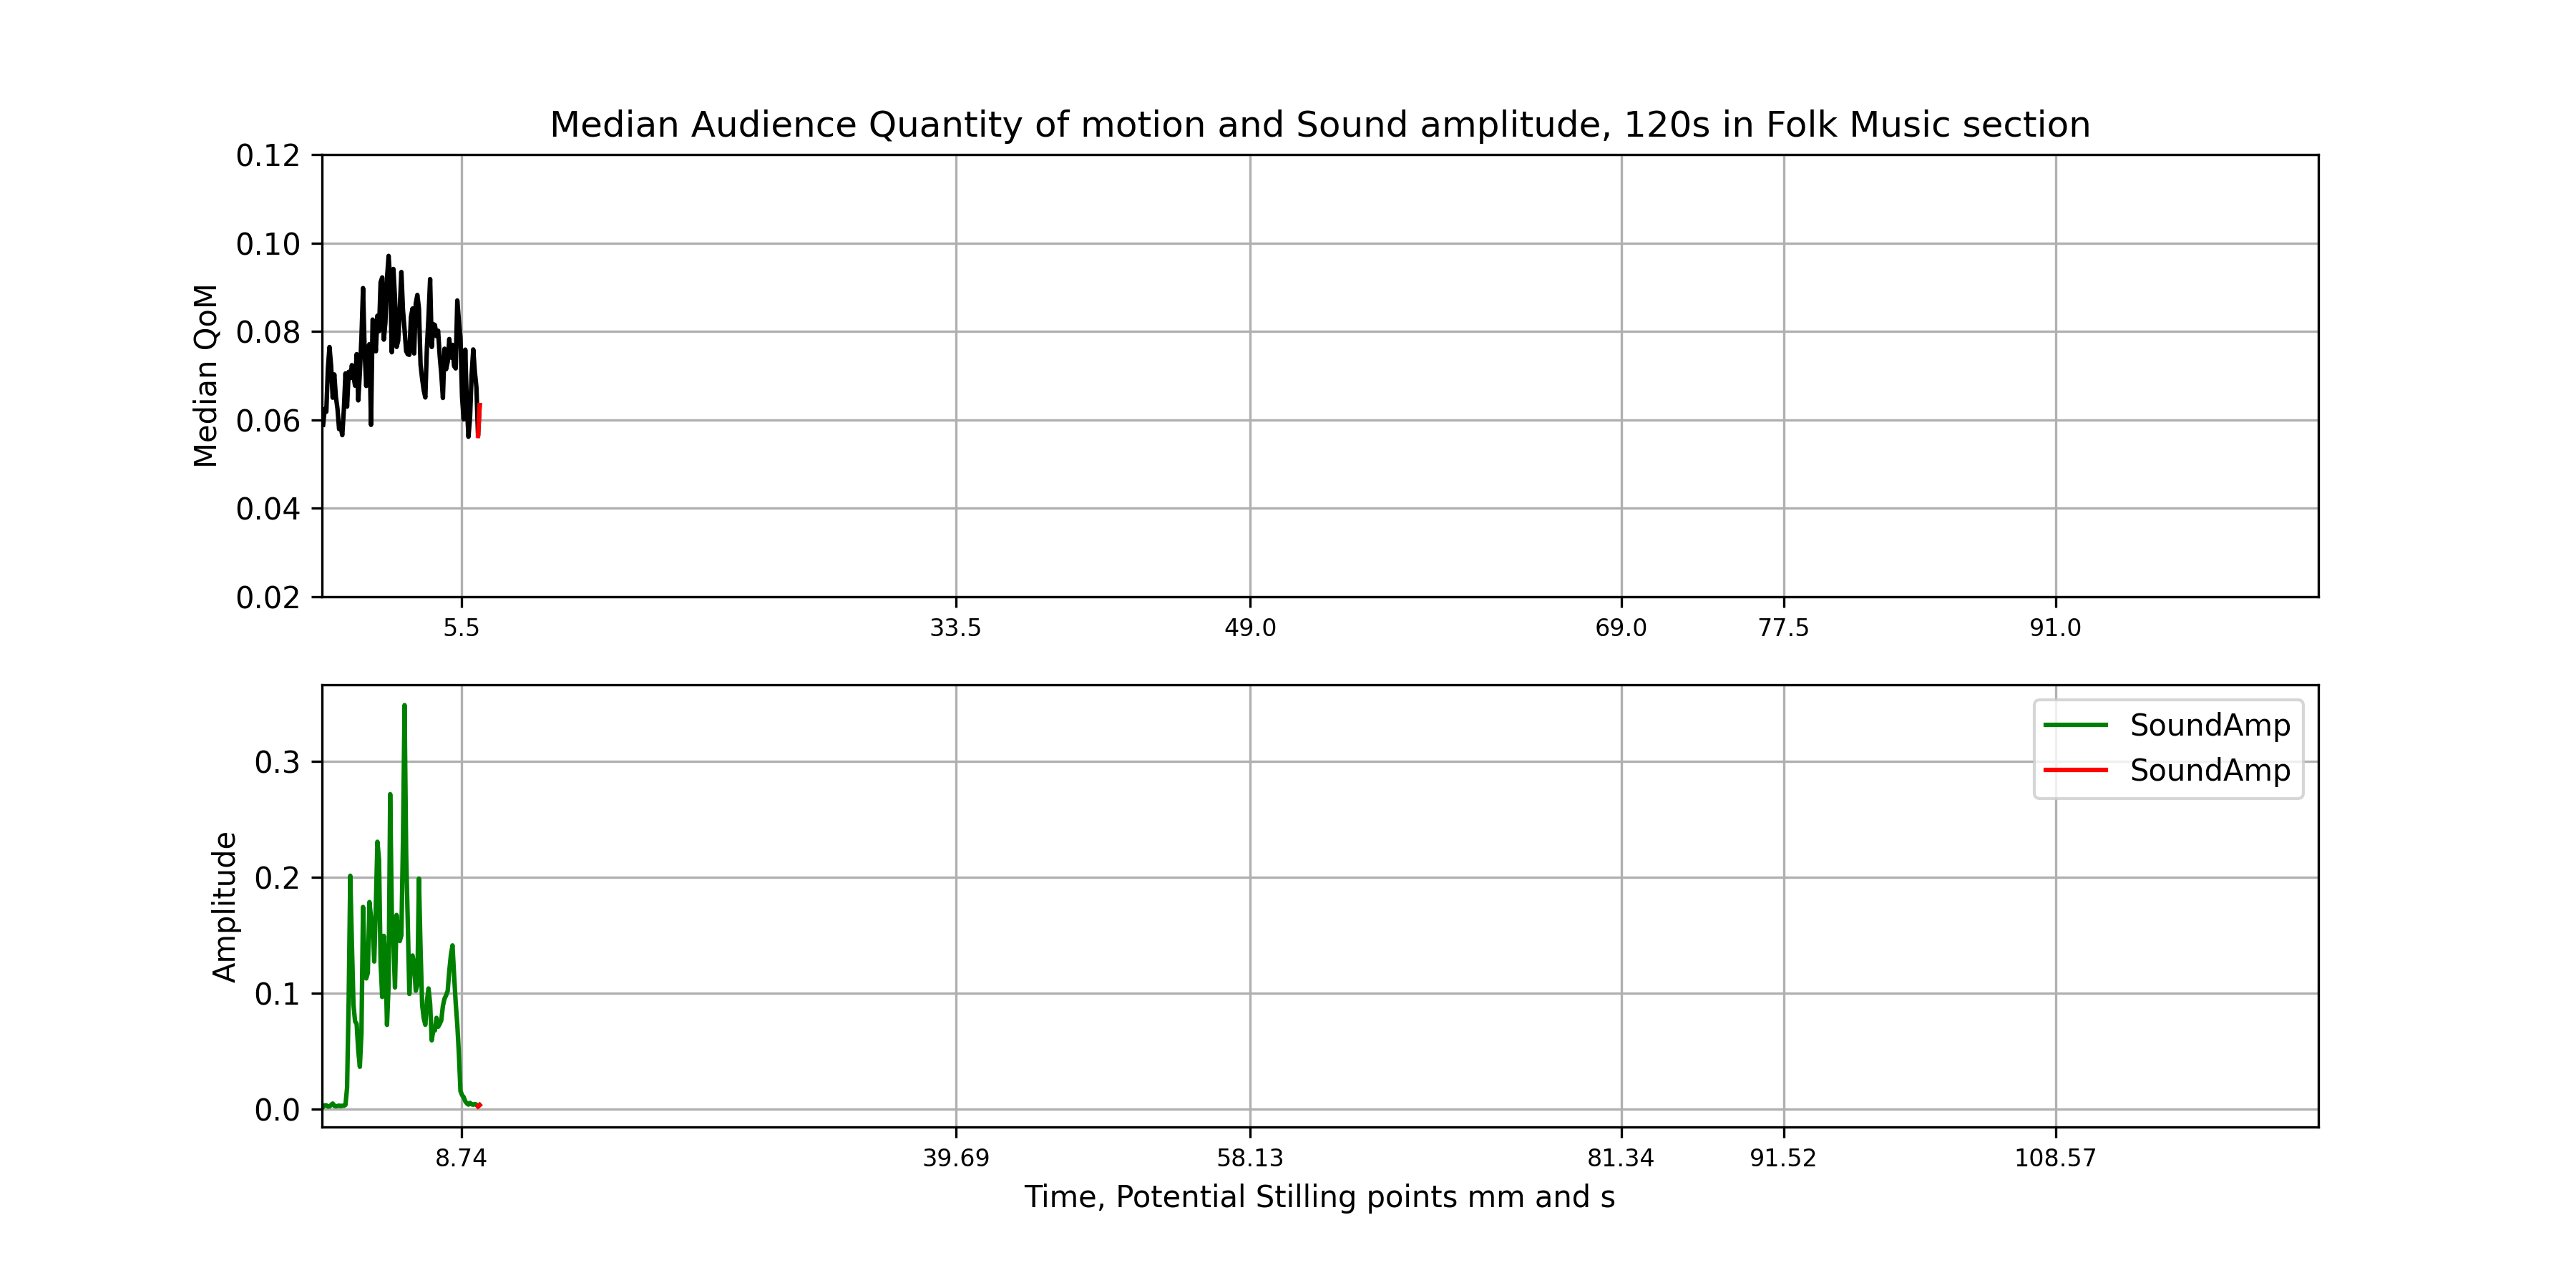 Median Audience Quantity of motion and Sound amplitude, 120s in Folk Music section
0.12
0.10
0.08
0.06
0.04
0.02
Median QoM
5.5 33.5 49.0 69.0 77.5 91.0
SoundAmp
SoundAmp
0.3
0.2
0.1
0.0
Amplitude
8.74 39.69 58.13 81.34 91.52 108.57
Time, Potential Stilling points mm and s